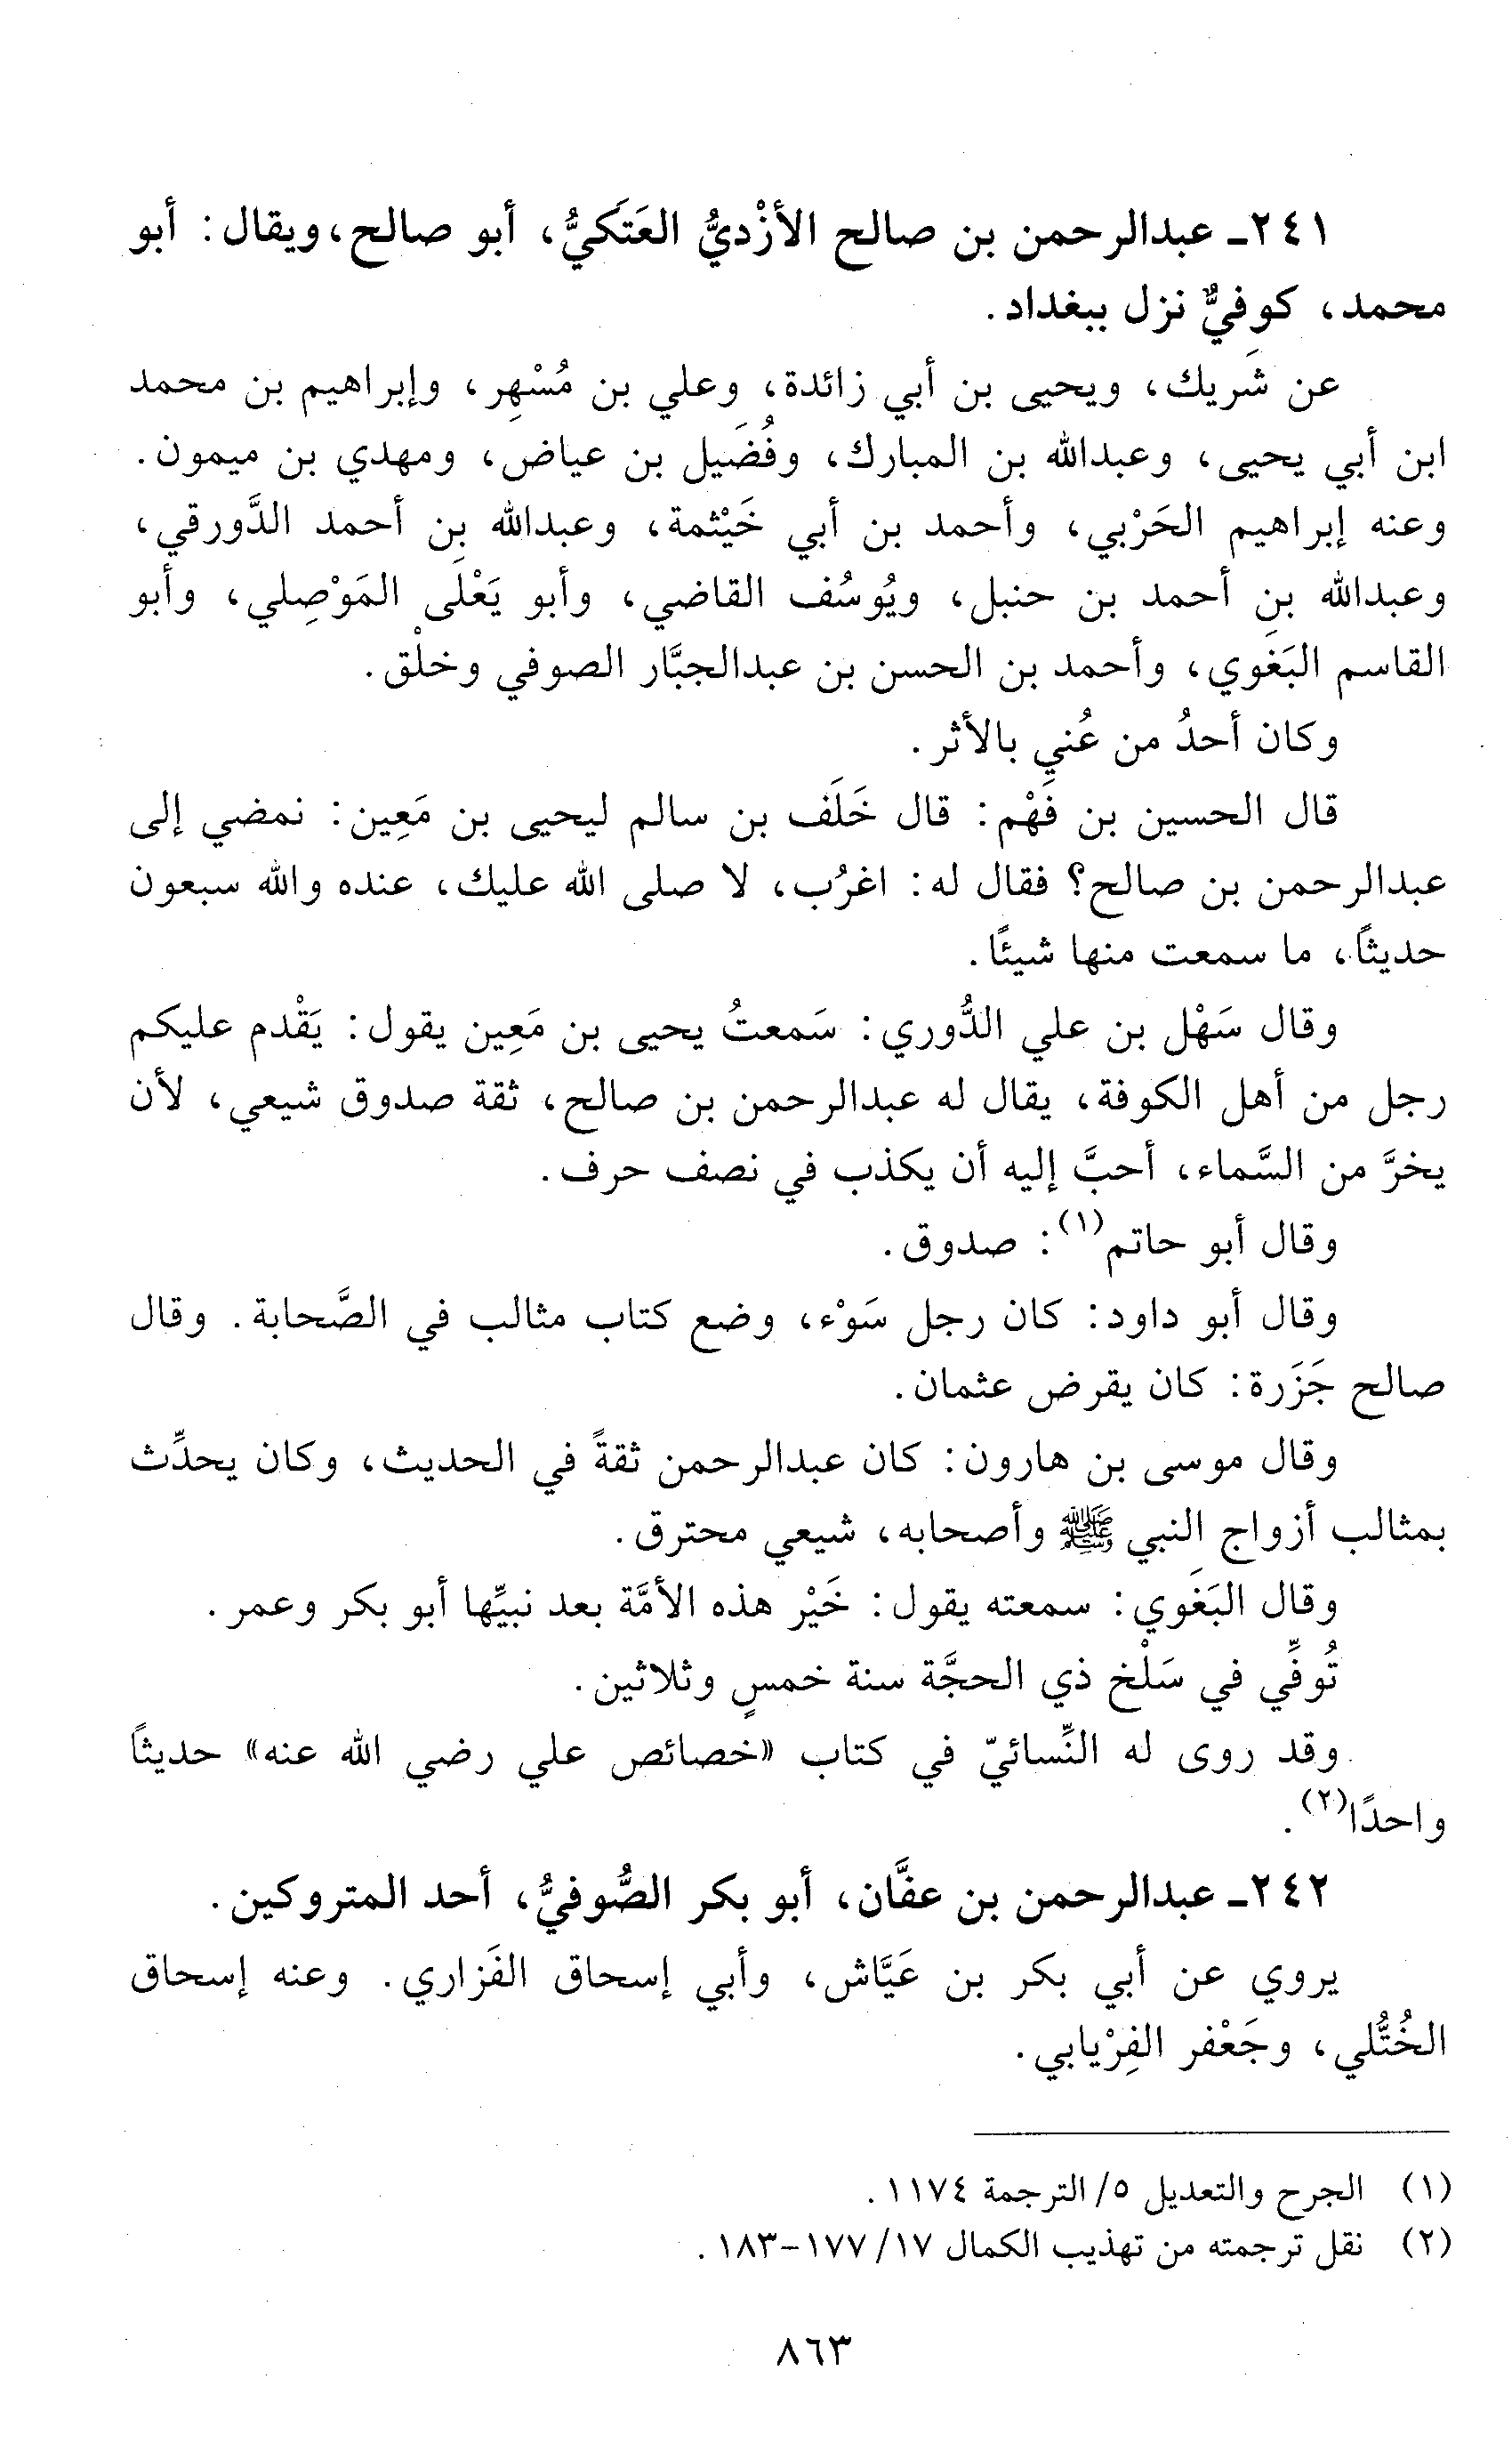 ٢٤١ـ عبدالرحمن بن صالح الأزْديُّ العَتَكيُّ، أبو صالح، ويقال: أبو
محمد، كوفيٌّ نزل ببغداد.
عن شَريك، ويحيى بن أبي زائدة، وعلي بن مُسْهِر، وإبراهيم بن محمد
ابن أبي يحيى، وعبدالله بن المبارك، وفُضَيل بن عياض، ومهدي بن ميمون.
وعنه إبراهيم الحَرْبي، وأحمد بن أبي خَيْثمة، وعبدالله بن أحمد الدَّورقي،
وعبدالله بن أحمد بن حنبل، ويُوسُف القاضي، وأبو يَعْلَى المَوْصِلي، وأبو
القاسم البَغَوي، وأحمد بن الحسن بن عبدالجبَّار الصوفي وخلْق.
وكان أحدُ من عُنيِ بالأثر.
قال الحسين بن فَهْم: قال خَلَف بن سالم ليحيى بن مَعِين: نمضي إلى
عبدالرحمن بن صالح؟ فقال له: اغرُب، لا صلى الله عليك، عنده والله سبعون
حديثاً، ما سمعت منها شيئًا.
وقال سَهْل بن علي الدُّوري: سَمعتُ يحيى بن مَعِين يقول: يَقْدم عليكم
رجل من أهل الكوفة، يقال له عبدالرحمن بن صالح، ثقة صدوق شيعي، لأن
يخرَّ من السَّماء، أحبَّ إليه أن يكذب في نصف حرف.
وقال أبو حاتم(١): صدوق.
وقال أبو داود: كان رجل سَوْء، وضع كتاب مثالب في الصَّحابة. وقال
صالح جَزَرة: كان يقرض عثمان.
وقال موسى بن هارون: كان عبدالرحمن ثقةً في الحديث، وكان يحدِّث
بمثالب أزواج النبي ﷺ وأصحابه، شيعي محترق.
وقال البَغَوي: سمعته يقول: خَيْر هذه الأمَّة بعد نبيِّها أبو بكر وعمر.
تُوفِّي في سَلْخ ذي الحجَّة سنة خمسٍ وثلاثين.
وقد روى له النِّسائيّ في كتاب «خصائص علي رضي الله عنه» حديثاً
واحدًا(٢).
٢٤٢ـ عبدالرحمن بن عفَّان، أبو بكر الصُّوفيُّ، أحد المتروكين.
يروي عن أبي بكر بن عَيَّاش، وأبي إسحاق الفَزاري. وعنه إسحاق
الخُتُّلي، وجَعْفر الفِرْيابي.
(١) الجرح والتعديل ٥/ الترجمة ١١٧٤.
(٢) نقل ترجمته من تهذيب الكمال ١٧/ ١٧٧-١٨٣.
٨٦٣